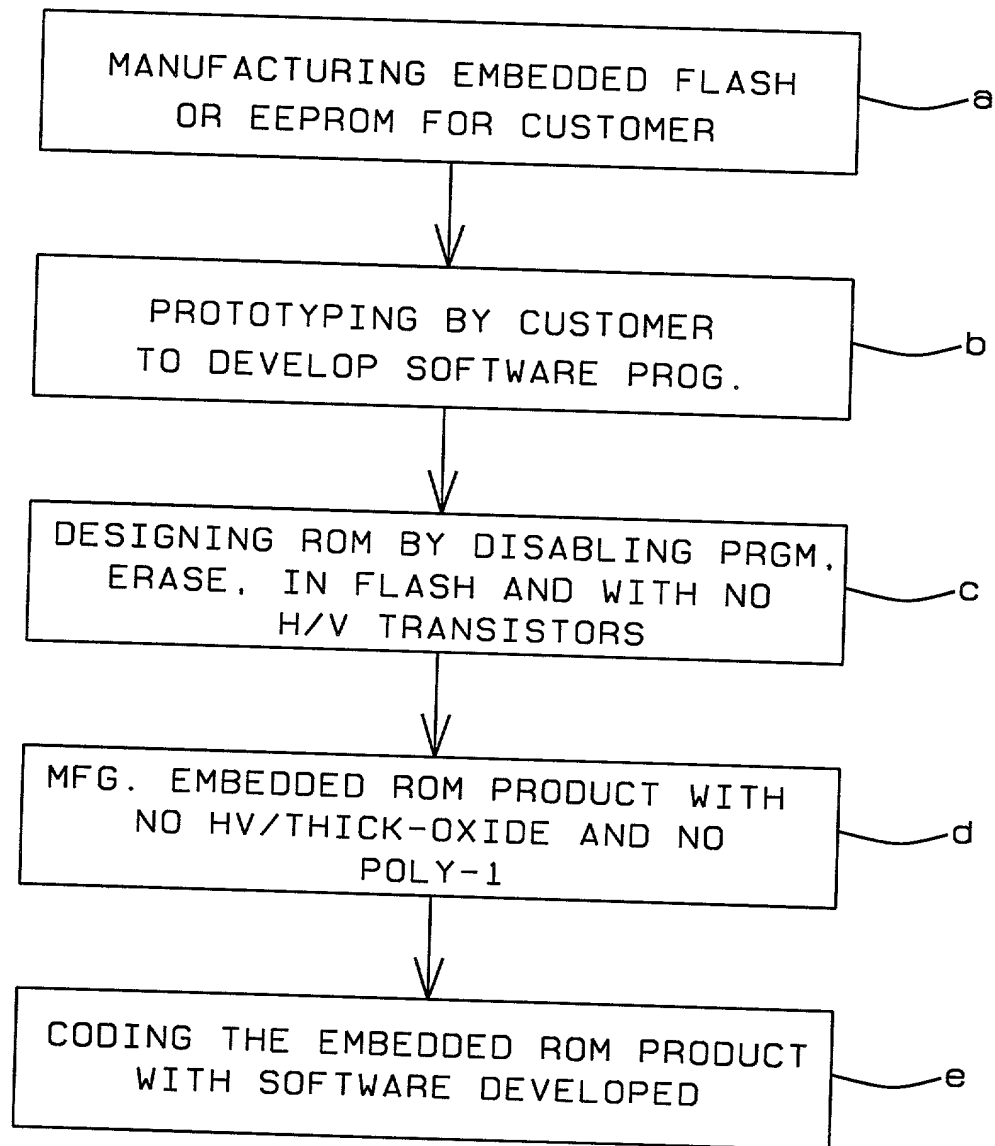 MANUFACTURING EMBEDDED FLASH
OR EEPROM FOR CUSTOMER
a
PROTOTYPING BY CUSTOMER
TO DEVELOP SOFTWARE PROG.
b
DESIGNING ROM BY DISABLING PRGM.
ERASE. IN FLASH AND WITH NO
H/V TRANSISTORS
c
MFG. EMBEDDED ROM PRODUCT WITH
NO HV/THICK-OXIDE AND NO
POLY-1
d
CODING THE EMBEDDED ROM PRODUCT
WITH SOFTWARE DEVELOPED
e